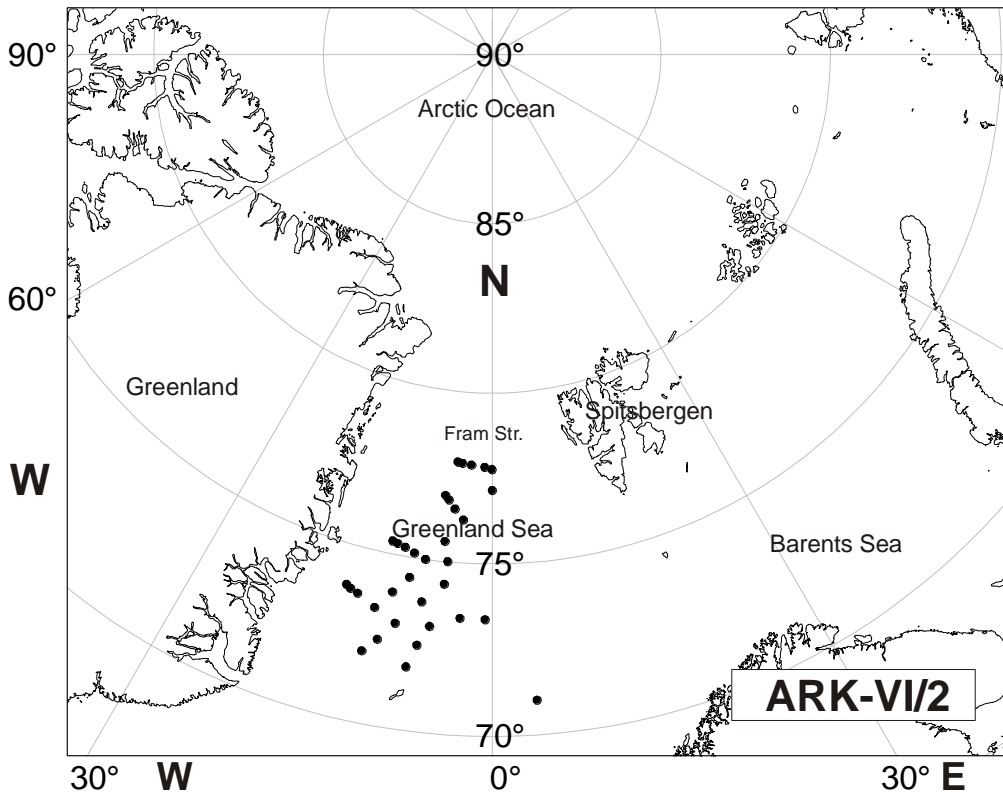 90°
90°
Arctic Ocean
85°
N
60°
Greenland
Spitsbergen
Fram Str.
W
Greenland Sea
Barents Sea
75°
ARK-VI/2
70°
30°
W
0°
30°
E